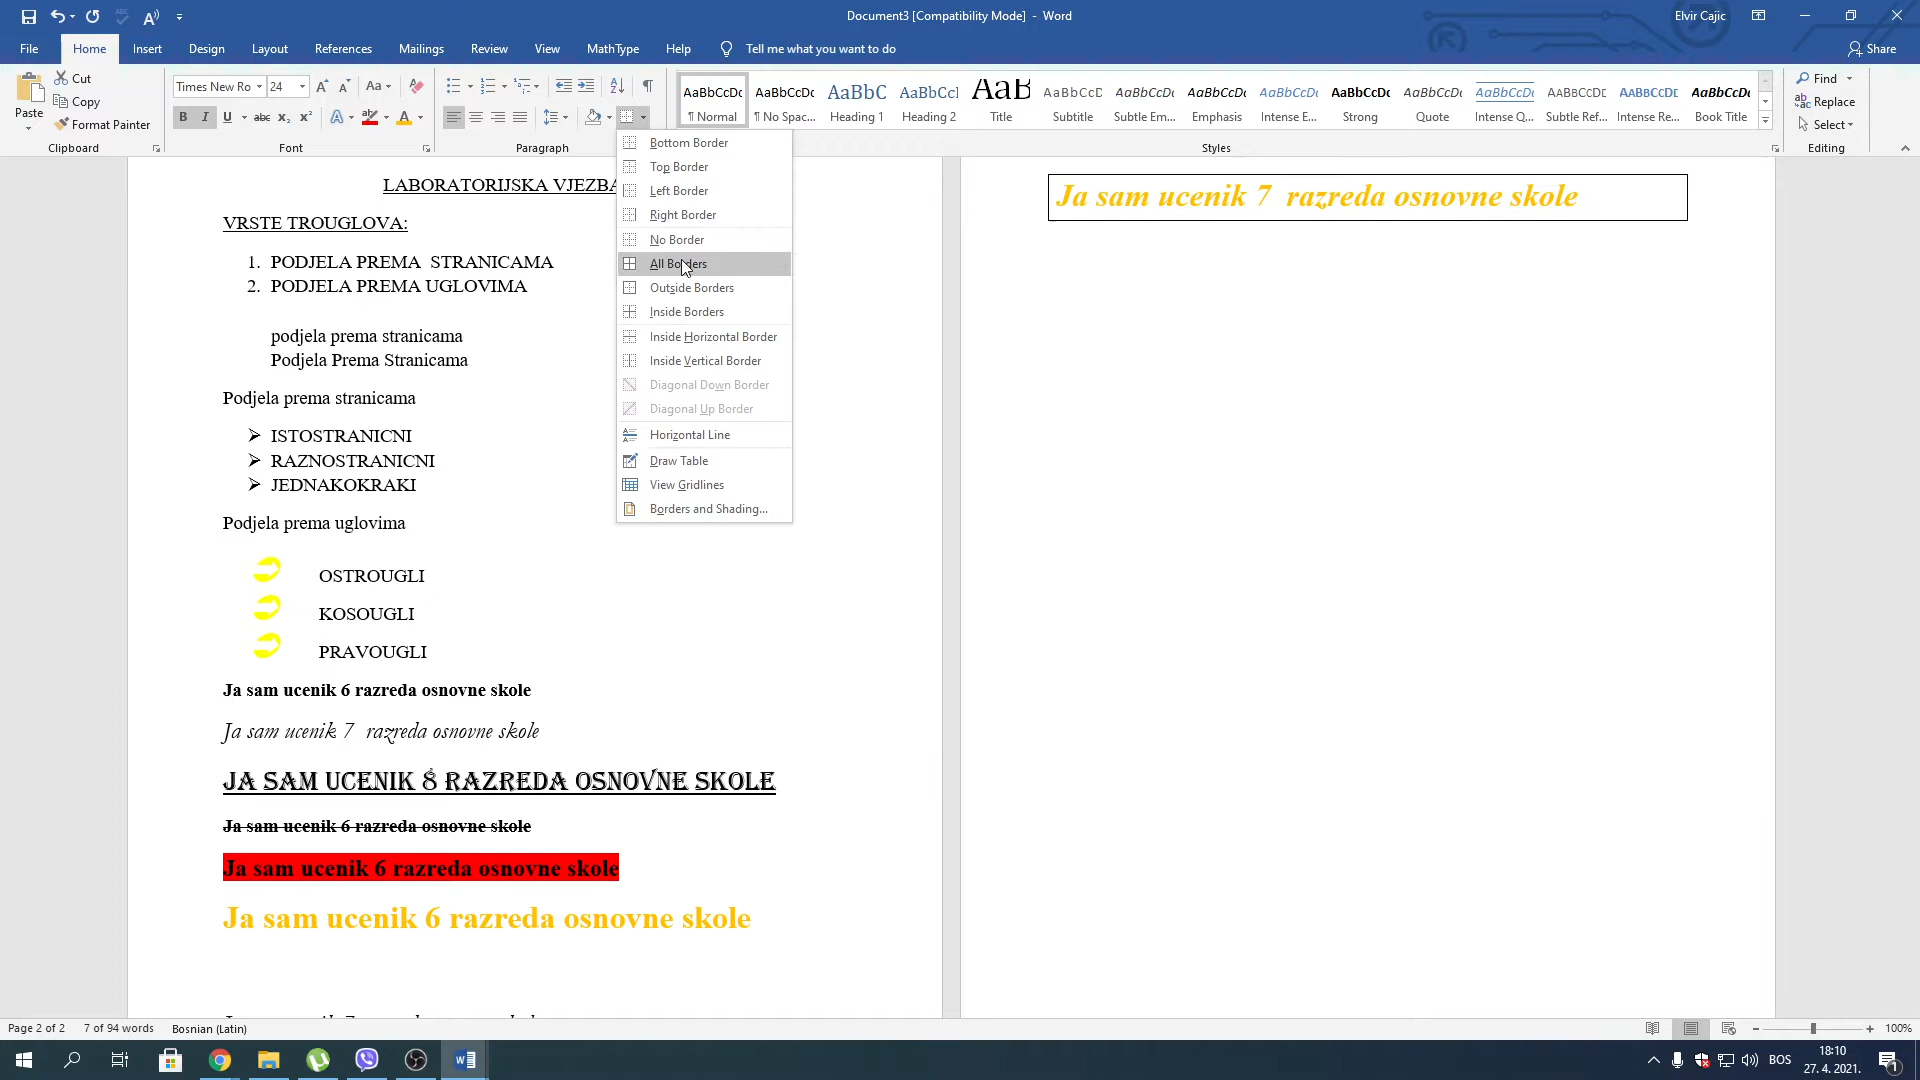 Document3 [Compatibility Mode] - Word
Elvir Cajic
File Home Insert Design Layout References Mailings Review View MathType Help Tell me what you want to do Share
Paste
Cut
Copy
Format Painter
Clipboard
Times New Ro 24
Font
Paragraph
AaBbCcDc AaBbCcDc AaBbC AaBbCcI AaB AaBbCcD AaBbCcDc AaBbCcDc AaBbCcDc AaBbCcDc AaBbCcDc AaBbCcDc AABBCCDE AABBCCDE AaBbCcDc
¶ Normal ¶ No Spac... Heading 1 Heading 2 Title Subtitle Subtle Em... Emphasis Intense E... Strong Quote Intense Q... Subtle Ref... Intense Re... Book Title
Styles
Find
Replace
Select
Editing
Bottom Border
Top Border
Left Border
Right Border
No Border
All Borders
Outside Borders
Inside Borders
Inside Horizontal Border
Inside Vertical Border
Diagonal Down Border
Diagonal Up Border
Horizontal Line
Draw Table
View Gridlines
Borders and Shading...
LABORATORIJSKA VJEZBA
VRSTE TROUGLOVA:
1. PODJELA PREMA STRANICAMA
2. PODJELA PREMA UGLOVIMA
podjela prema stranicama
Podjela Prema Stranicama
Podjela prema stranicama
ISTOSTRANICNI
RAZNOSTRANICNI
JEDNAKOKRAKI
Podjela prema uglovima
OSTROUGLI
KOSOUGLI
PRAVOUGLI
Ja sam ucenik 6 razreda osnovne skole
Ja sam ucenik 7 razreda osnovne skole
JA SAM UCENIK 8 RAZREDA OSNOVNE SKOLE
Ja sam ucenik 6 razreda osnovne skole
Ja sam ucenik 6 razreda osnovne skole
Ja sam ucenik 6 razreda osnovne skole
Ja sam ucenik 7 razreda osnovne skole
Page 2 of 2 7 of 94 words Bosnian (Latin)
100%
BOS
18:10
27. 4. 2021.
1